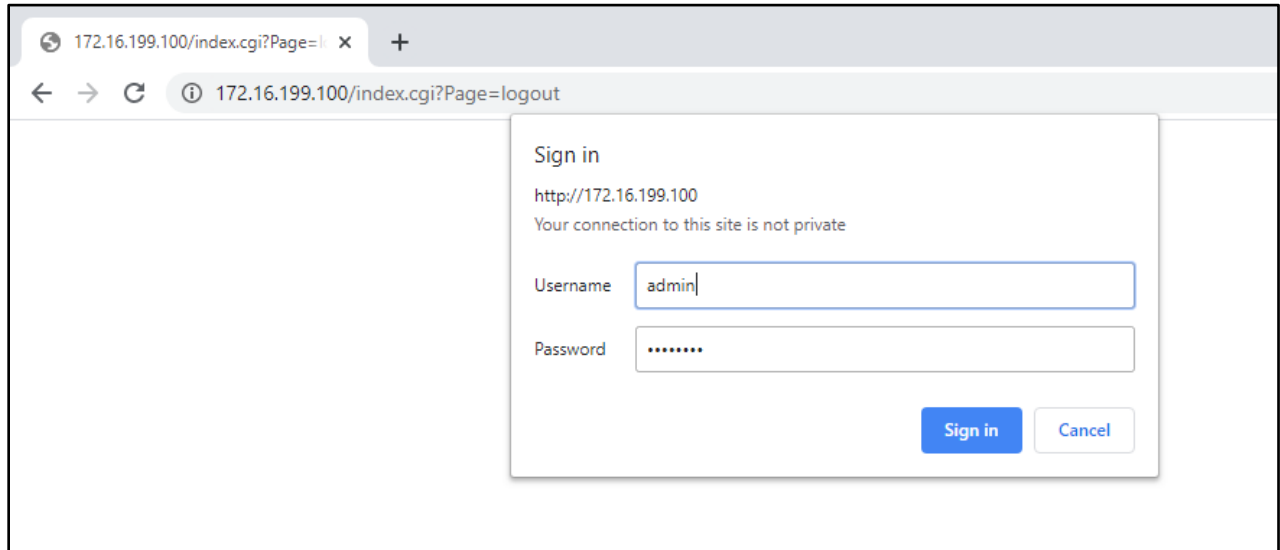 172.16.199.100/index.cgi?Page=l
172.16.199.100/index.cgi?Page=logout
Sign in
http://172.16.199.100
Your connection to this site is not private
Username admin
Password ••••••••
Sign in Cancel